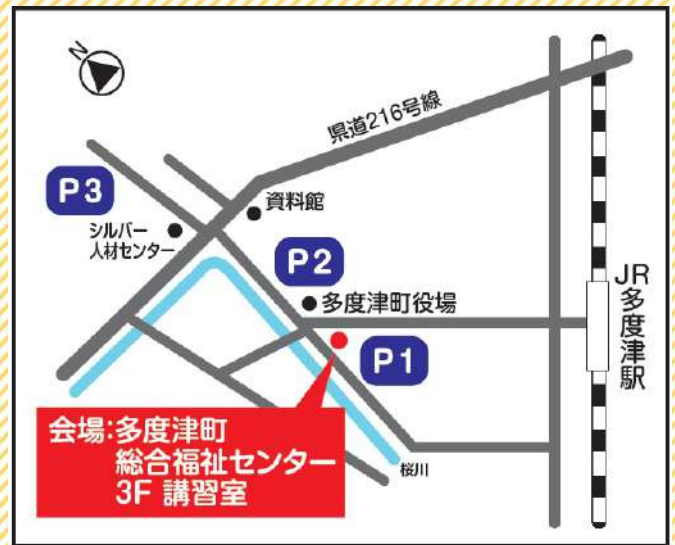 N
県道216号線
P3
資料館
シルバー
人材センター
P2
多度津町役場
JR多度津駅
P1
会場:多度津町
総合福祉センター
3F 講習室
桜川